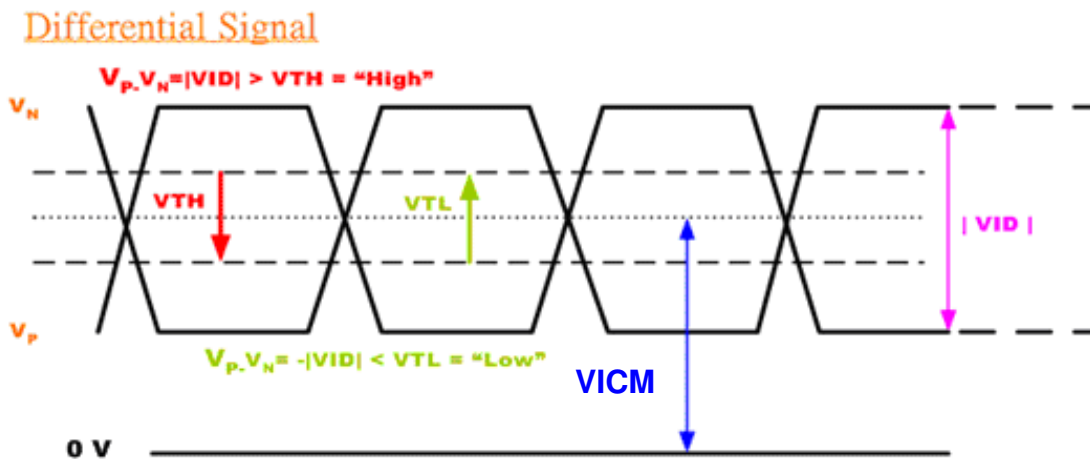 Differential Signal
VP-VN=|VID| > VTH = “High”
VN
VTH
VTL
| VID |
VP
VP-VN= -|VID| < VTL = “Low”
VICM
0 V